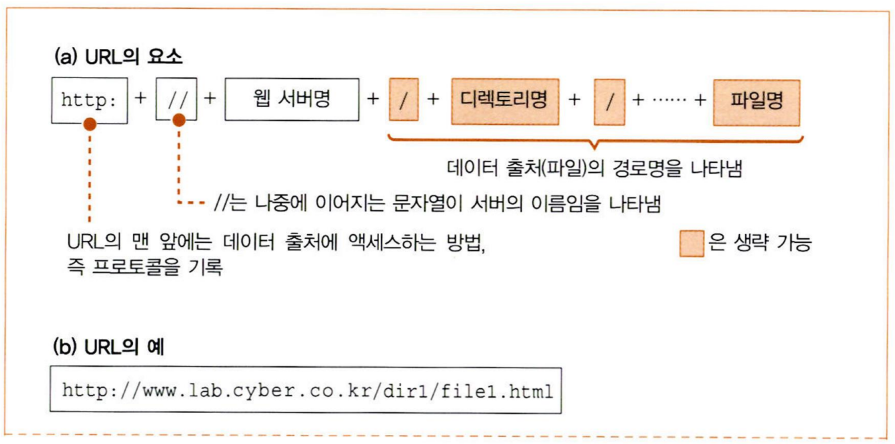 (a) URL의 요소
http: + // + 웹 서버명 + / + 디렉토리명 + / + ⋯⋯ + 파일명
데이터 출처(파일)의 경로명을 나타냄
//는 나중에 이어지는 문자열이 서버의 이름임을 나타냄
URL의 맨 앞에는 데이터 출처에 액세스하는 방법,
즉 프로토콜을 기록
은 생략 가능
(b) URL의 예
http://www.lab.cyber.co.kr/dir1/file1.html